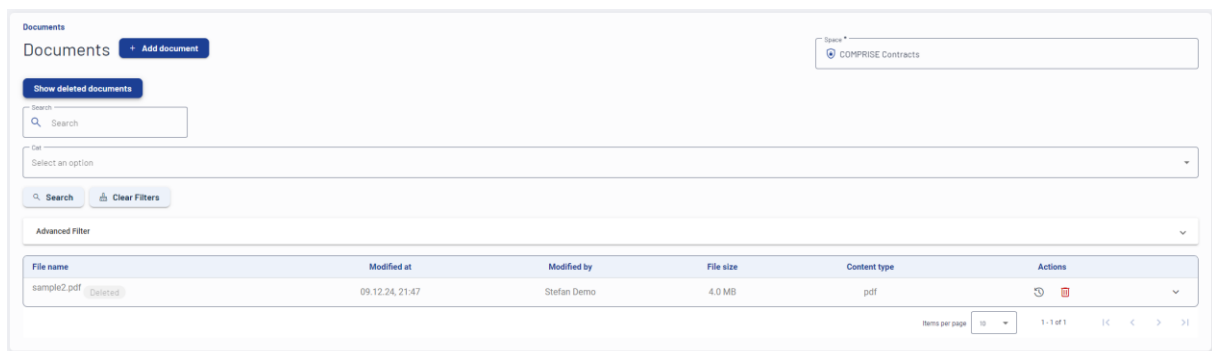 Documents
Documents + Add document
Space *
COMPRISE Contracts
Show deleted documents
Search
Search
Cat
Select an option
Search Clear Filters
Advanced Filter
File name Modified at Modified by File size Content type Actions
sample2.pdf Deleted 09.12.24, 21:47 Stefan Demo 4.0 MB pdf
Items per page 10 1 - 1 of 1